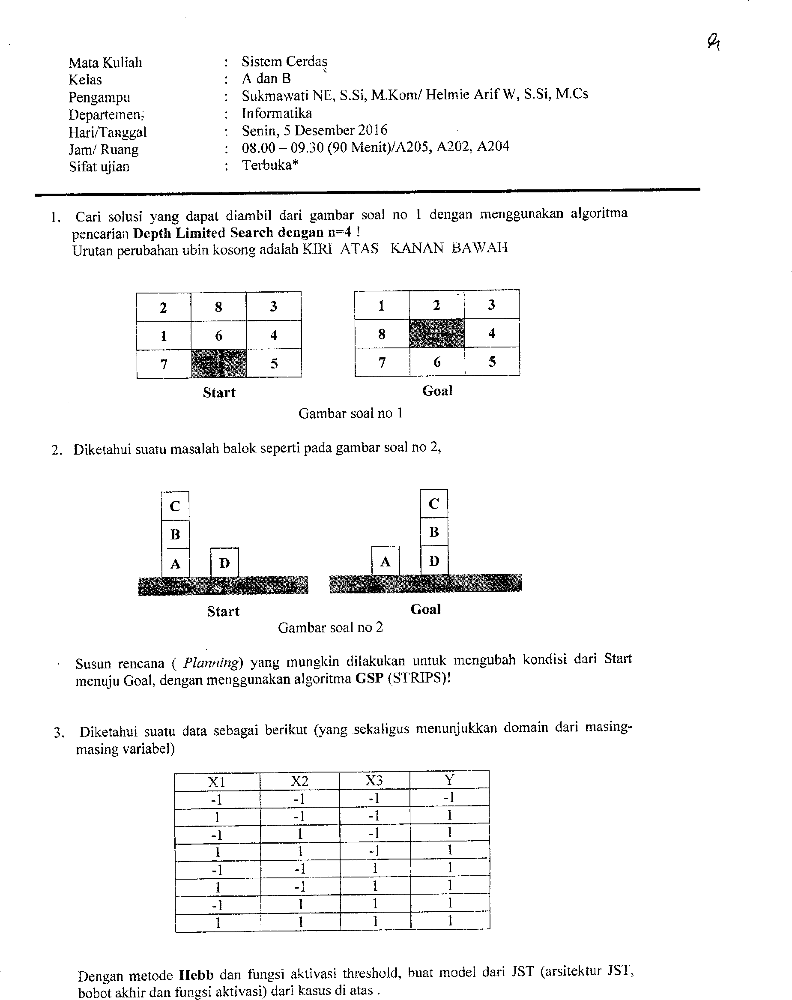 Mata Kuliah : Sistem Cerdas
Kelas : A dan B
Pengampu : Sukmawati NE, S.Si, M.Kom/ Helmie Arif W, S.Si, M.Cs
Departemen : Informatika
Hari/Tanggal : Senin, 5 Desember 2016
Jam/ Ruang : 08.00 – 09.30 (90 Menit)/A205, A202, A204
Sifat ujian : Terbuka*
1. Cari solusi yang dapat diambil dari gambar soal no 1 dengan menggunakan algoritma
pencarian Depth Limited Search dengan n=4 !
Urutan perubahan ubin kosong adalah KIRI ATAS KANAN BAWAH
2 8 3 1 2 3
1 6 4 8 4
7 5 7 6 5
Start Goal
Gambar soal no 1
2. Diketahui suatu masalah balok seperti pada gambar soal no 2,
C C
B B
A D A D
Start Goal
Gambar soal no 2
Susun rencana ( Planning) yang mungkin dilakukan untuk mengubah kondisi dari Start
menuju Goal, dengan menggunakan algoritma GSP (STRIPS)!
3. Diketahui suatu data sebagai berikut (yang sekaligus menunjukkan domain dari masing-
masing variabel)
X1 X2 X3 Y
-1 -1 -1 -1
1 -1 -1 1
-1 1 -1 1
1 1 -1 1
-1 -1 1 1
1 -1 1 1
-1 1 1 1
1 1 1 1
Dengan metode Hebb dan fungsi aktivasi threshold, buat model dari JST (arsitektur JST,
bobot akhir dan fungsi aktivasi) dari kasus di atas .